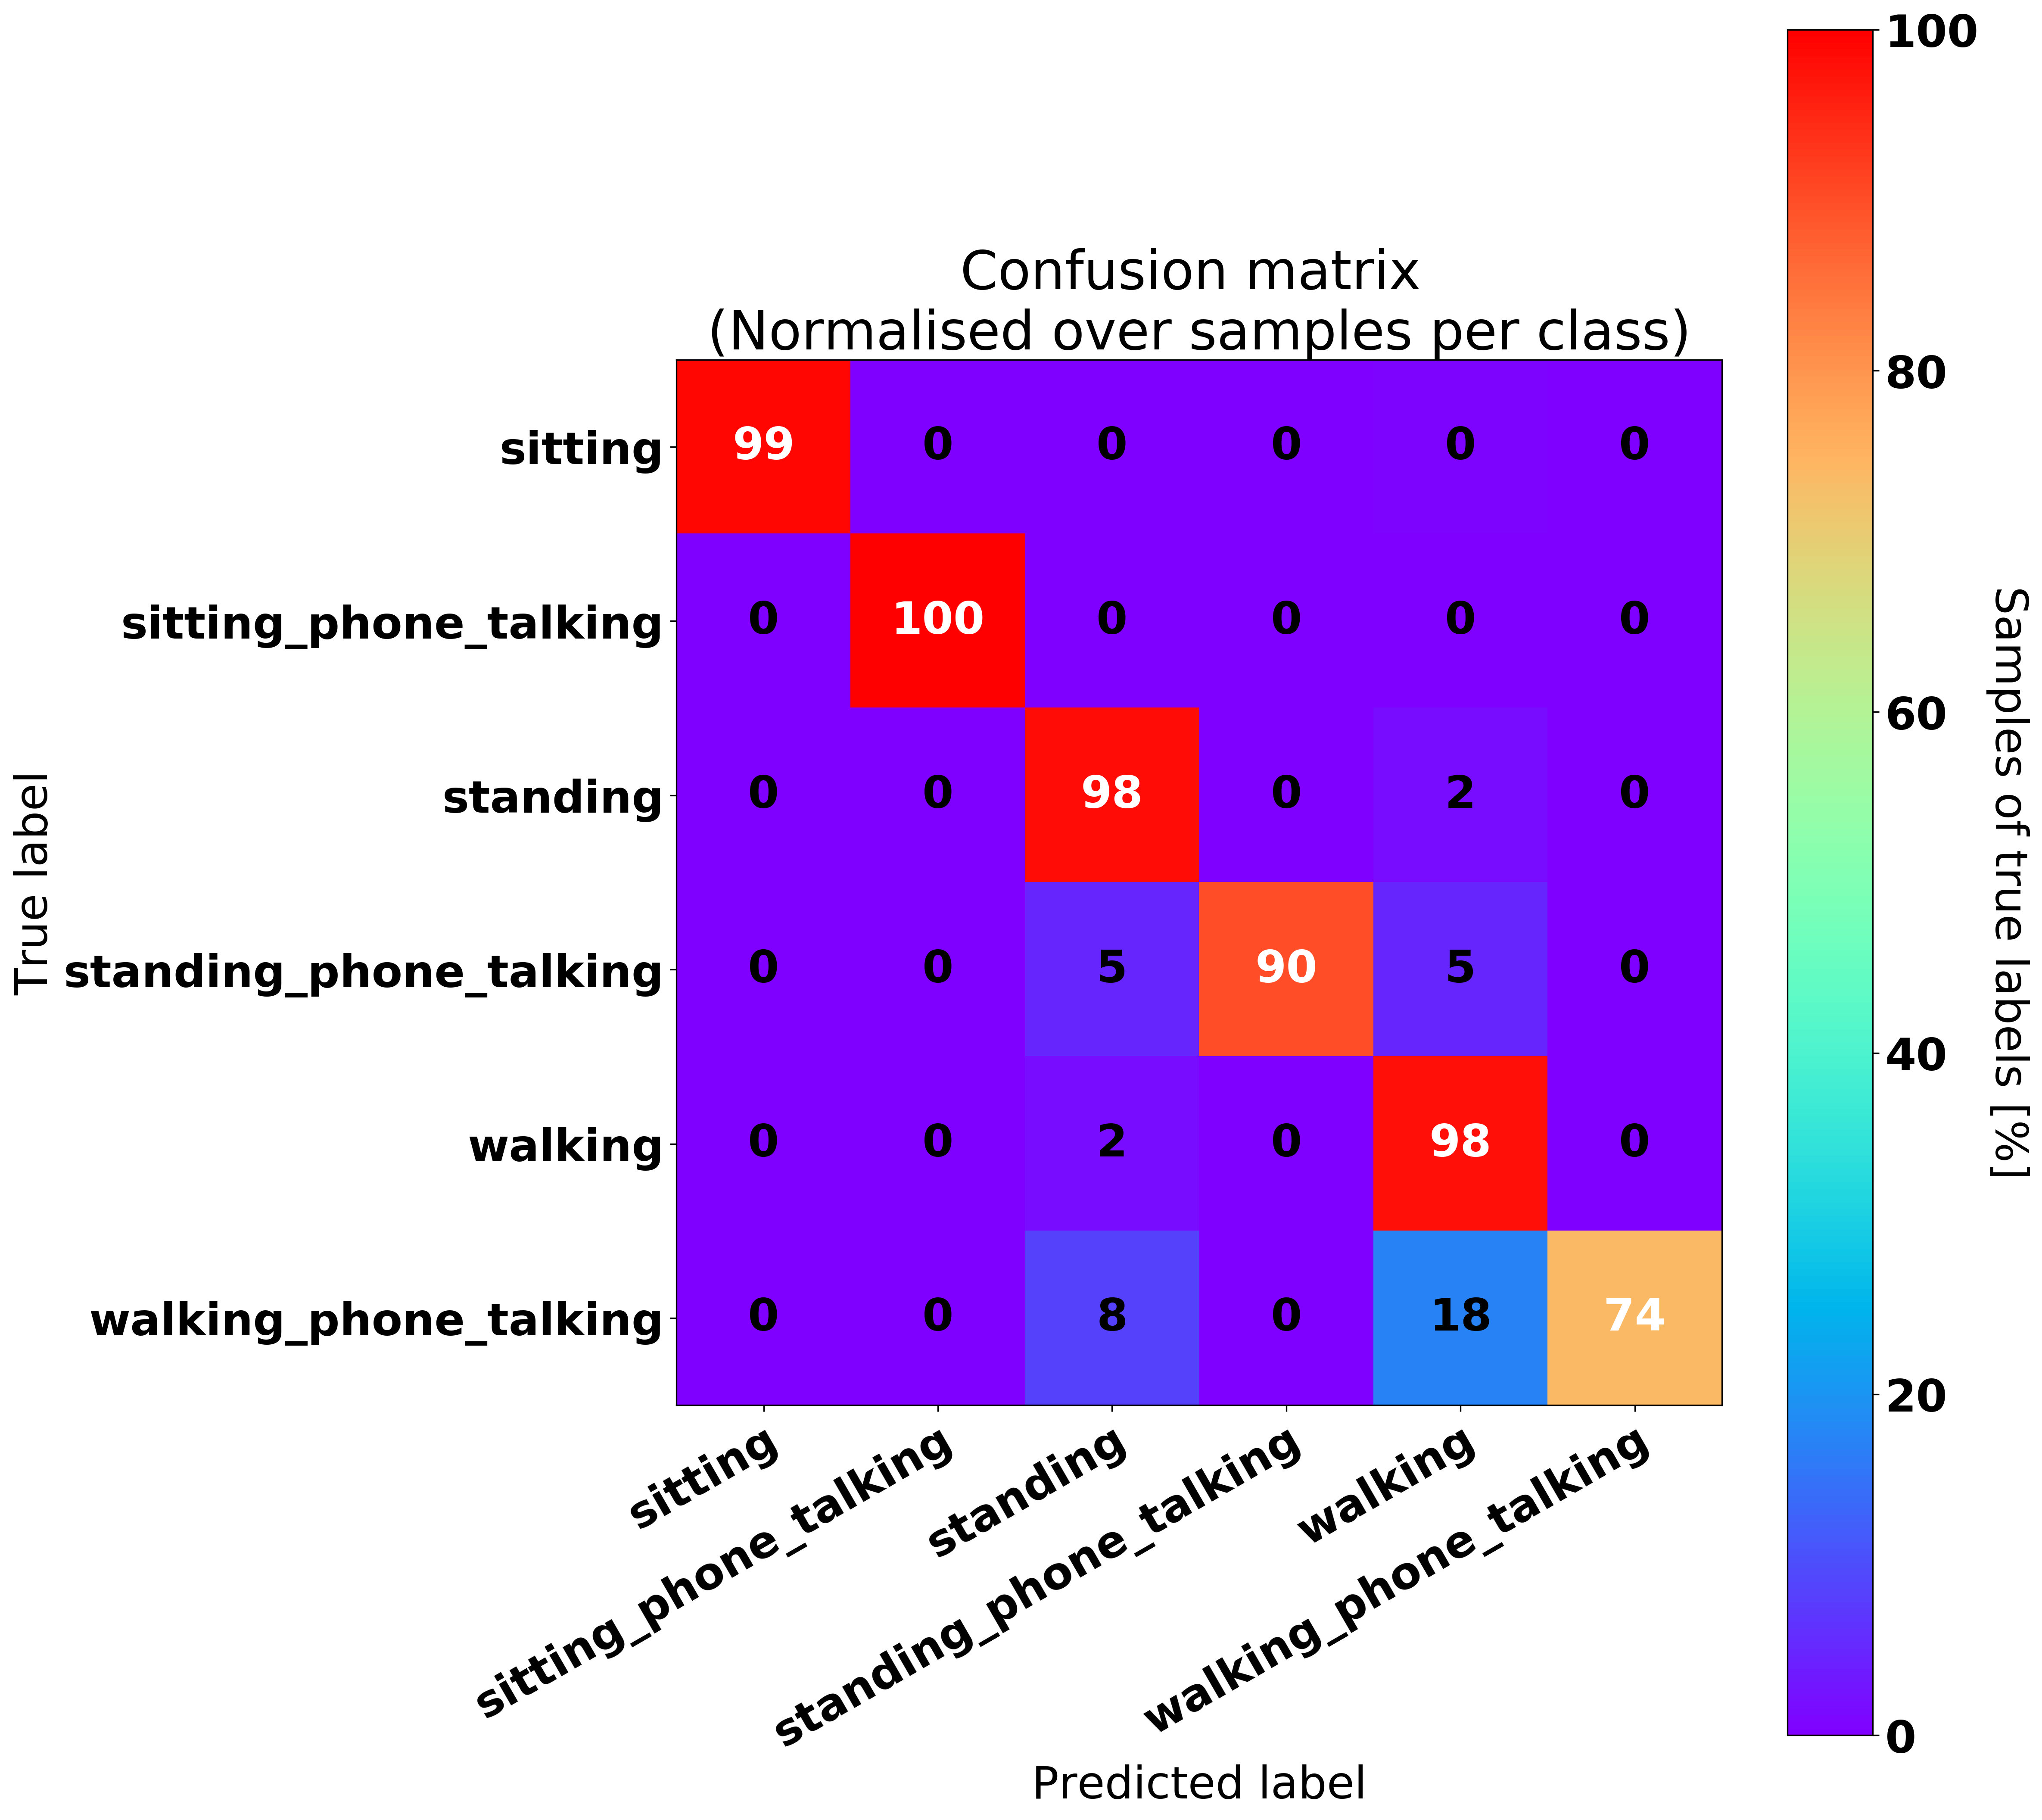 Confusion matrix
(Normalised over samples per class)
True label
sitting 99 0 0 0 0 0
sitting_phone_talking 0 100 0 0 0 0
standing 0 0 98 0 2 0
standing_phone_talking 0 0 5 90 5 0
walking 0 0 2 0 98 0
walking_phone_talking 0 0 8 0 18 74
sitting
sitting_phone_talking
standing
standing_phone_talking
walking
walking_phone_talking
Predicted label
100
80
60
40
20
0
Samples of true labels [%]